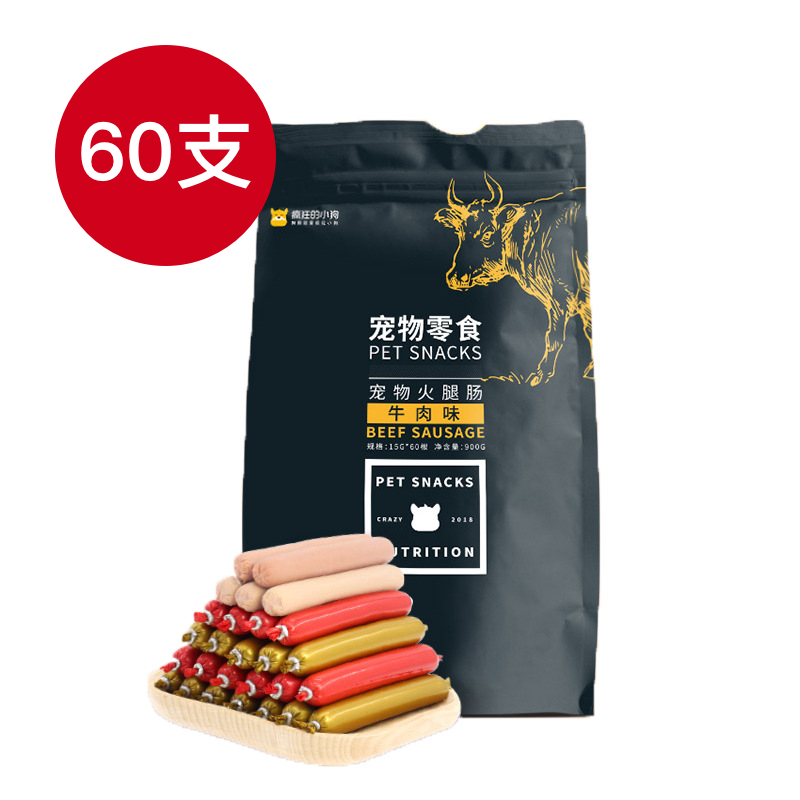 60支
疯狂的小狗
宠物零食
PET SNACKS
宠物火腿肠
牛肉味
BEEF SAUSAGE
规格:15G*60根 净含量:900G
PET SNACKS
CRAZY 2018
NUTRITION